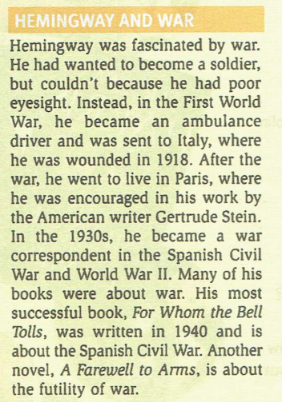 HEMINGWAY AND WAR
Hemingway was fascinated by war.
He had wanted to become a soldier,
but couldn't because he had poor
eyesight. Instead, in the First World
War, he became an ambulance
driver and was sent to Italy, where
he was wounded in 1918. After the
war, he went to live in Paris, where
he was encouraged in his work by
the American writer Gertrude Stein.
In the 1930s, he became a war
correspondent in the Spanish Civil
War and World War II. Many of his
books were about war. His most
successful book, For Whom the Bell
Tolls, was written in 1940 and is
about the Spanish Civil War. Another
novel, A Farewell to Arms, is about
the futility of war.